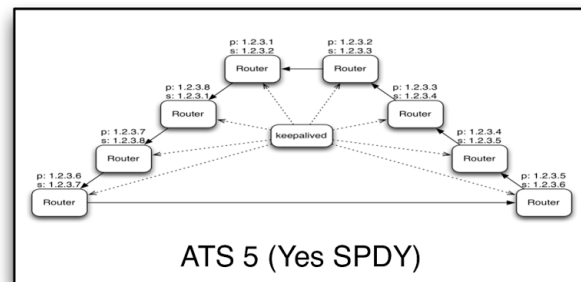 p: 1.2.3.1
s: 1.2.3.2
Router
p: 1.2.3.2
s: 1.2.3.3
Router
p: 1.2.3.8
s: 1.2.3.1
Router
p: 1.2.3.3
s: 1.2.3.4
Router
keepalived
p: 1.2.3.7
s: 1.2.3.8
Router
p: 1.2.3.4
s: 1.2.3.5
Router
p: 1.2.3.6
s: 1.2.3.7
Router
p: 1.2.3.5
s: 1.2.3.6
Router
ATS 5 (Yes SPDY)